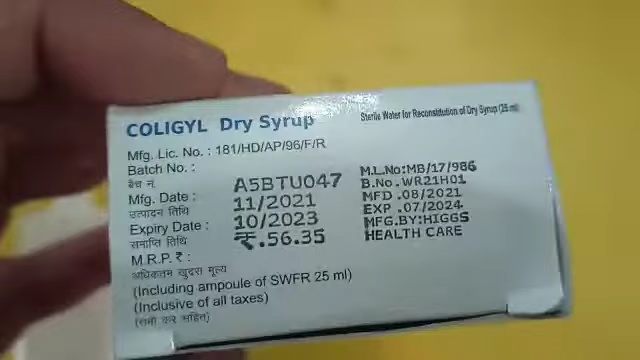 COLIGYL Dry Syrup
Mfg. Lic. No. : 181/HD/AP/96/F/R
Batch No. :
बैच नं.
A5BTU047
Mfg. Date :
उत्पादन तिथि
11/2021
Expiry Date :
समाप्ति तिथि
10/2023
M.R.P. ₹ :
अधिकतम खुदरा मूल्य
₹.56.35
(Including ampoule of SWFR 25 ml)
(Inclusive of all taxes)
(सभी कर सहित)
Sterile Water for Reconstitution of Dry Syrup (25 ml)
M.L.No:MB/17/986
B.No.WR21H01
MFD .08/2021
EXP .07/2024
MFG.BY:HIGGS
HEALTH CARE